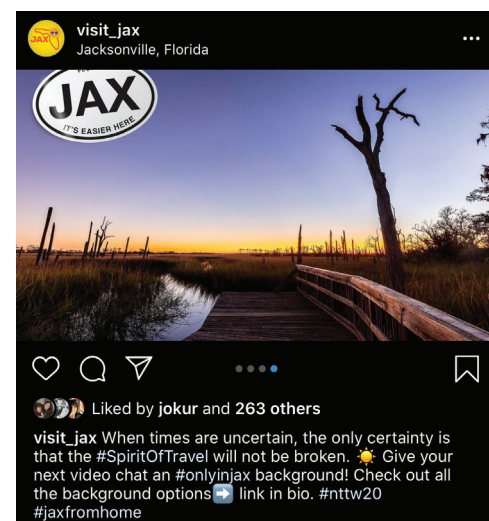 visit_jax
Jacksonville, Florida
JAX
JAX
IT'S EASIER HERE
Liked by jokur and 263 others
visit_jax When times are uncertain, the only certainty is
that the #SpiritOfTravel will not be broken. ☀️ Give your
next video chat an #onlyinjax background! Check out all
the background options➡️ link in bio. #nttw20
#jaxfromhome